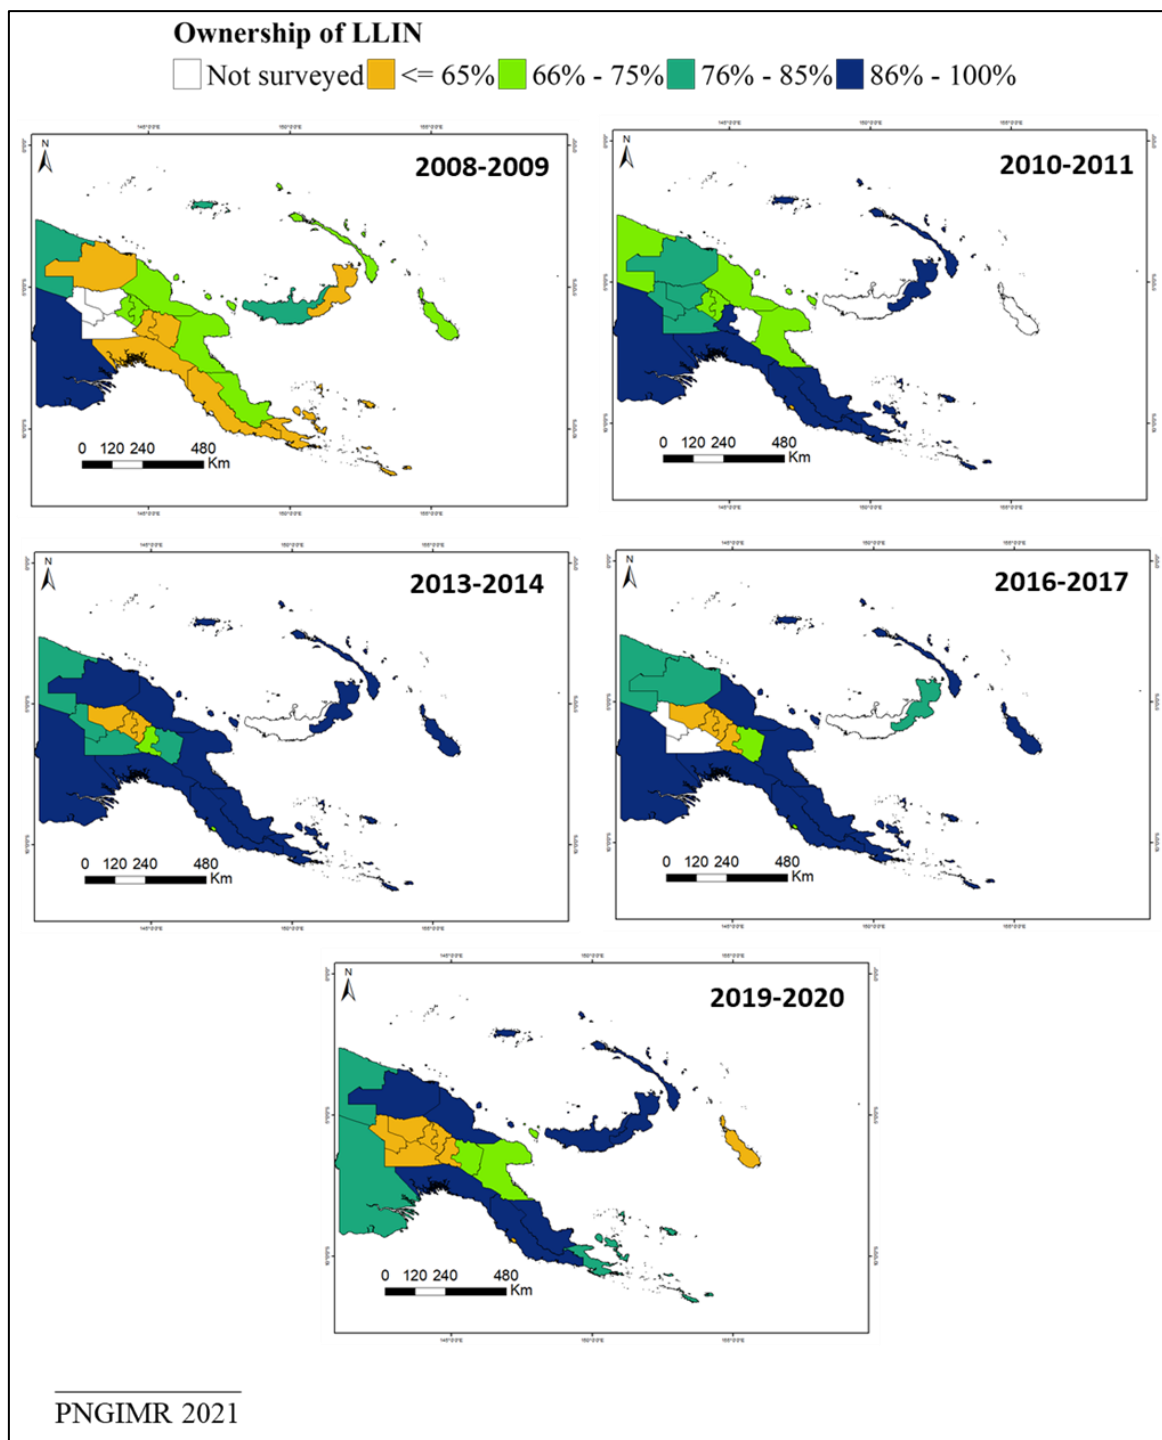 Ownership of LLIN
Not surveyed <= 65% 66% - 75% 76% - 85% 86% - 100%
N
2008-2009
0 120 240 480
Km
N
2010-2011
0 120 240 480
Km
N
2013-2014
0 120 240 480
Km
N
2016-2017
0 120 240 480
Km
N
2019-2020
0 120 240 480
Km
PNGIMR 2021